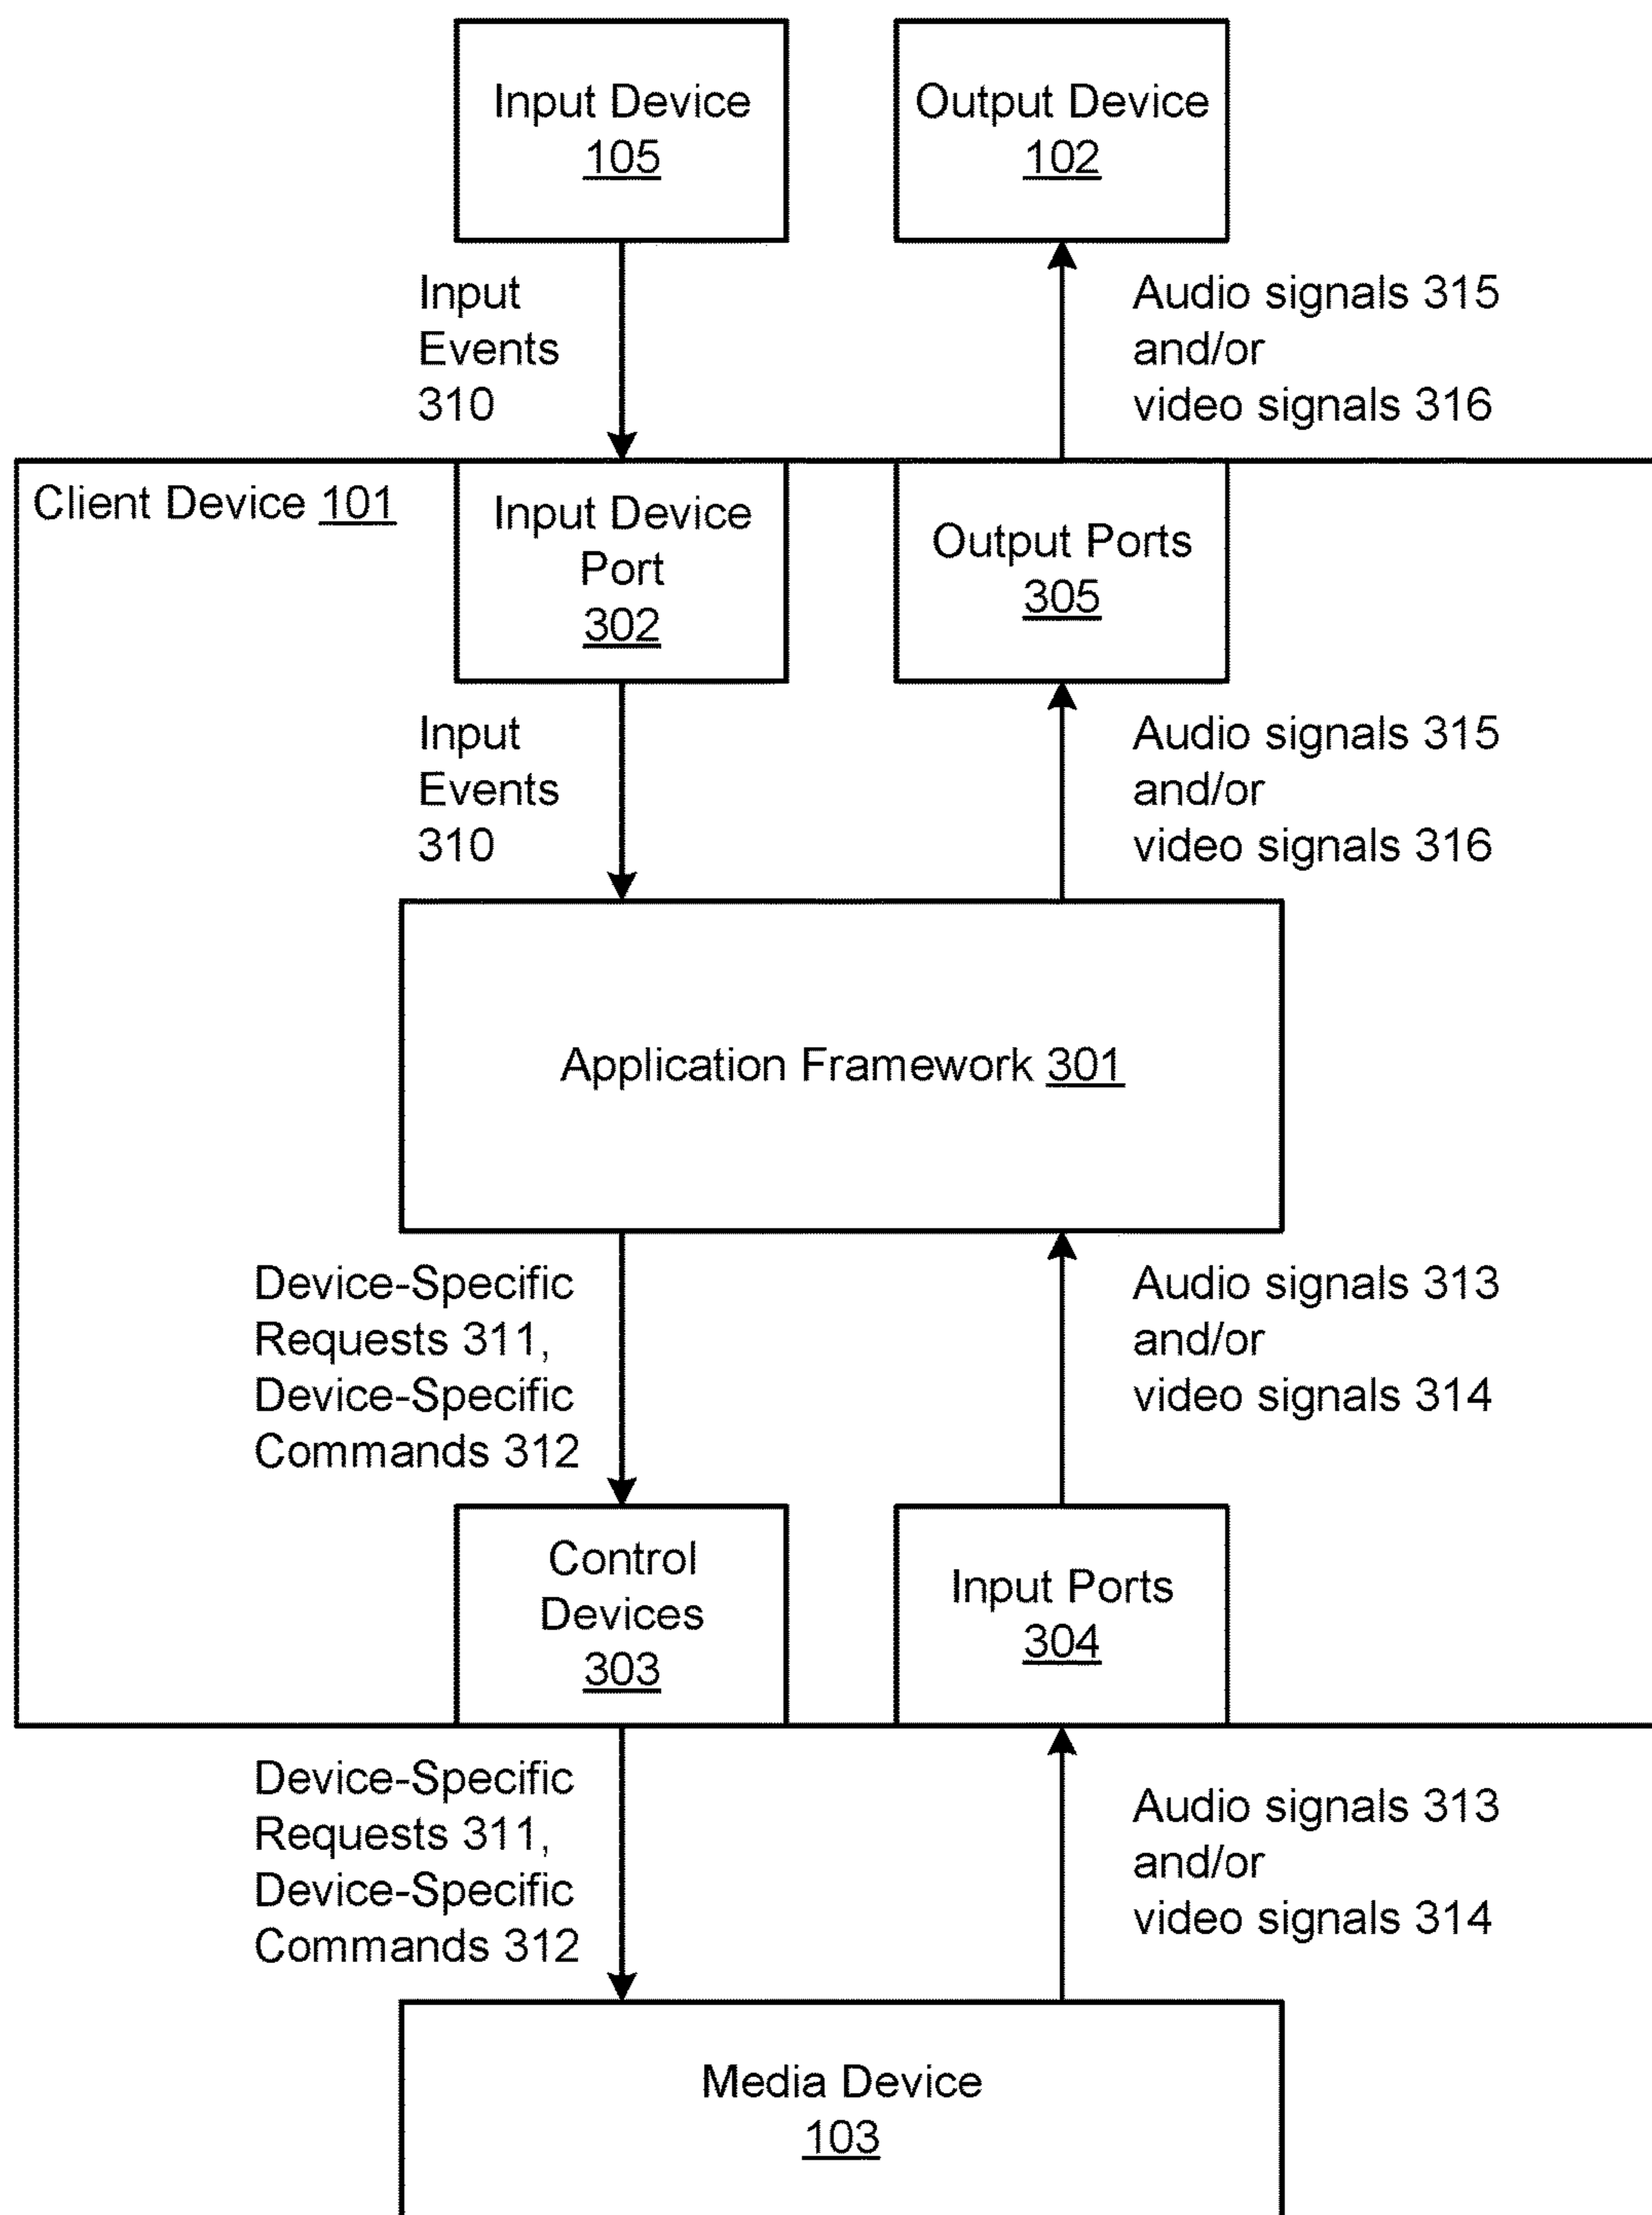 Input Device
105
Output Device
102
Input
Events
310
Audio signals 315
and/or
video signals 316
Client Device 101
Input Device
Port
302
Output Ports
305
Input
Events
310
Audio signals 315
and/or
video signals 316
Application Framework 301
Device-Specific
Requests 311,
Device-Specific
Commands 312
Audio signals 313
and/or
video signals 314
Control
Devices
303
Input Ports
304
Device-Specific
Requests 311,
Device-Specific
Commands 312
Audio signals 313
and/or
video signals 314
Media Device
103